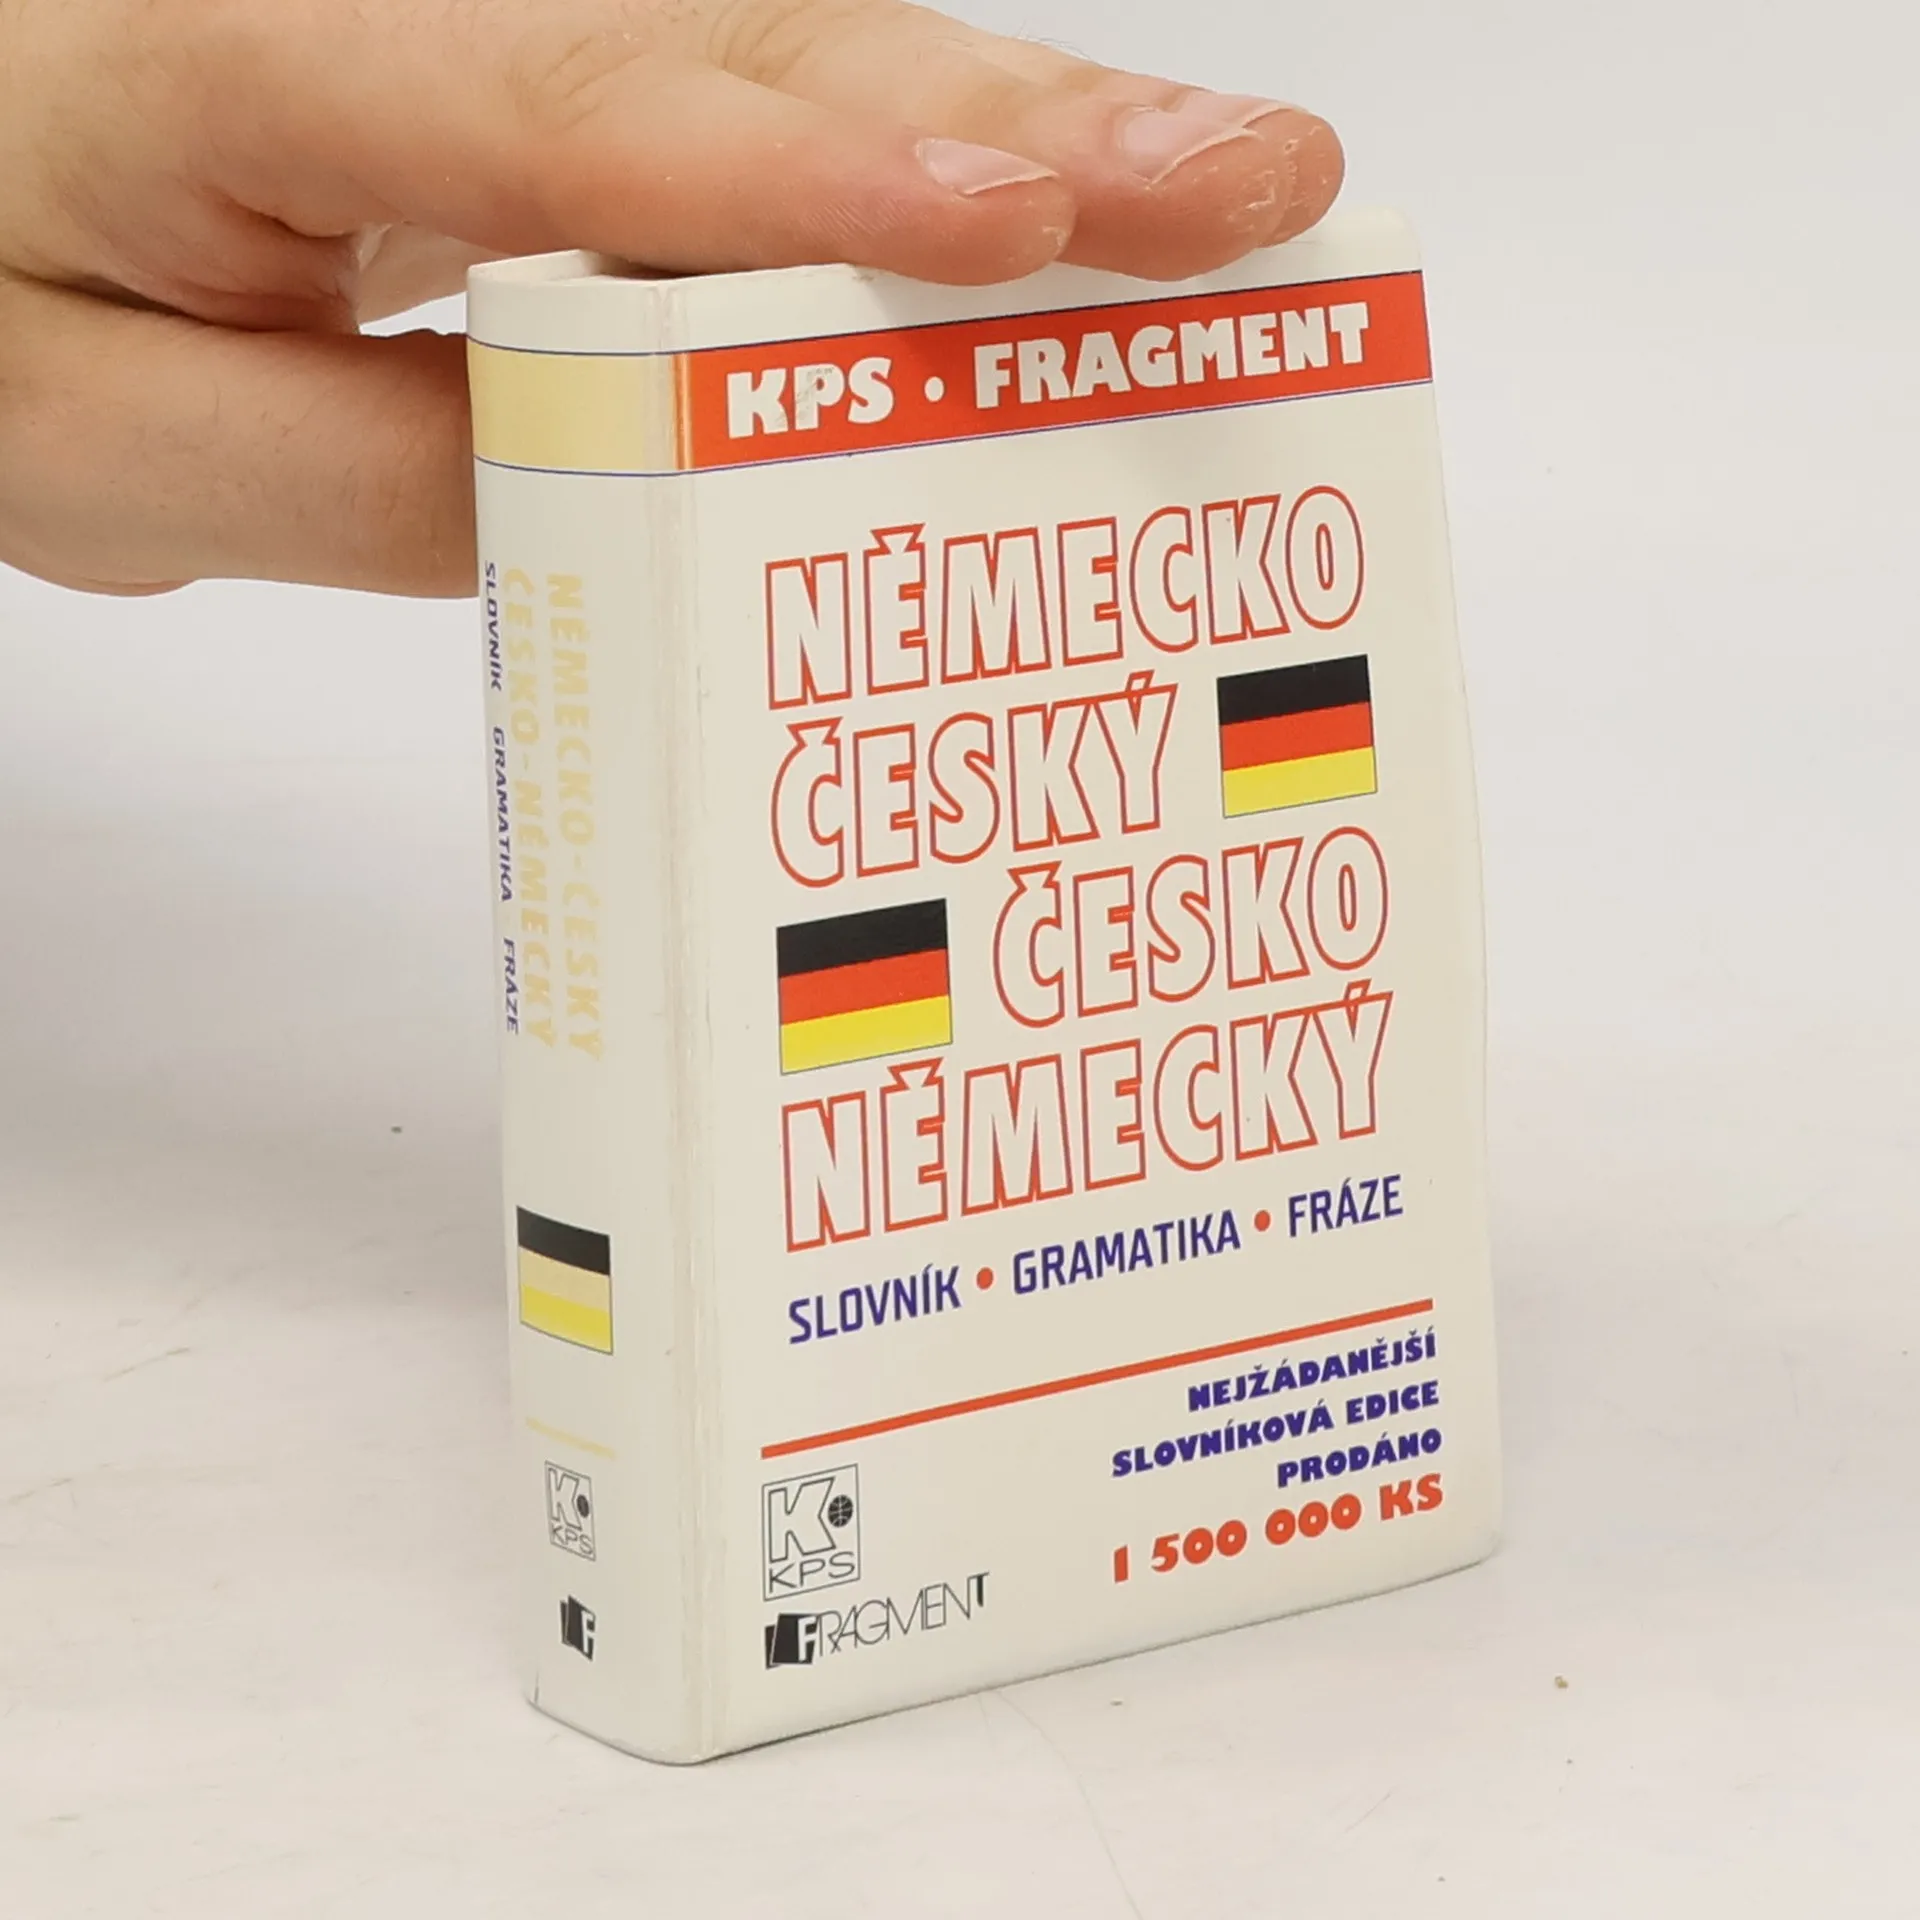 KPS • FRAGMENT
NĚMECKO
ČESKÝ
ČESKO
NĚMECKÝ
SLOVNÍK • GRAMATIKA • FRÁZE
NEJŽÁDANĚJŠÍ
SLOVNÍKOVÁ EDICE
PRODÁNO
1 500 000 KS
K
KPS
FRAGMENT
NĚMECKO-ČESKÝ
ČESKO-NĚMECKÝ
SLOVNÍK GRAMATIKA FRÁZE
K
KPS
F